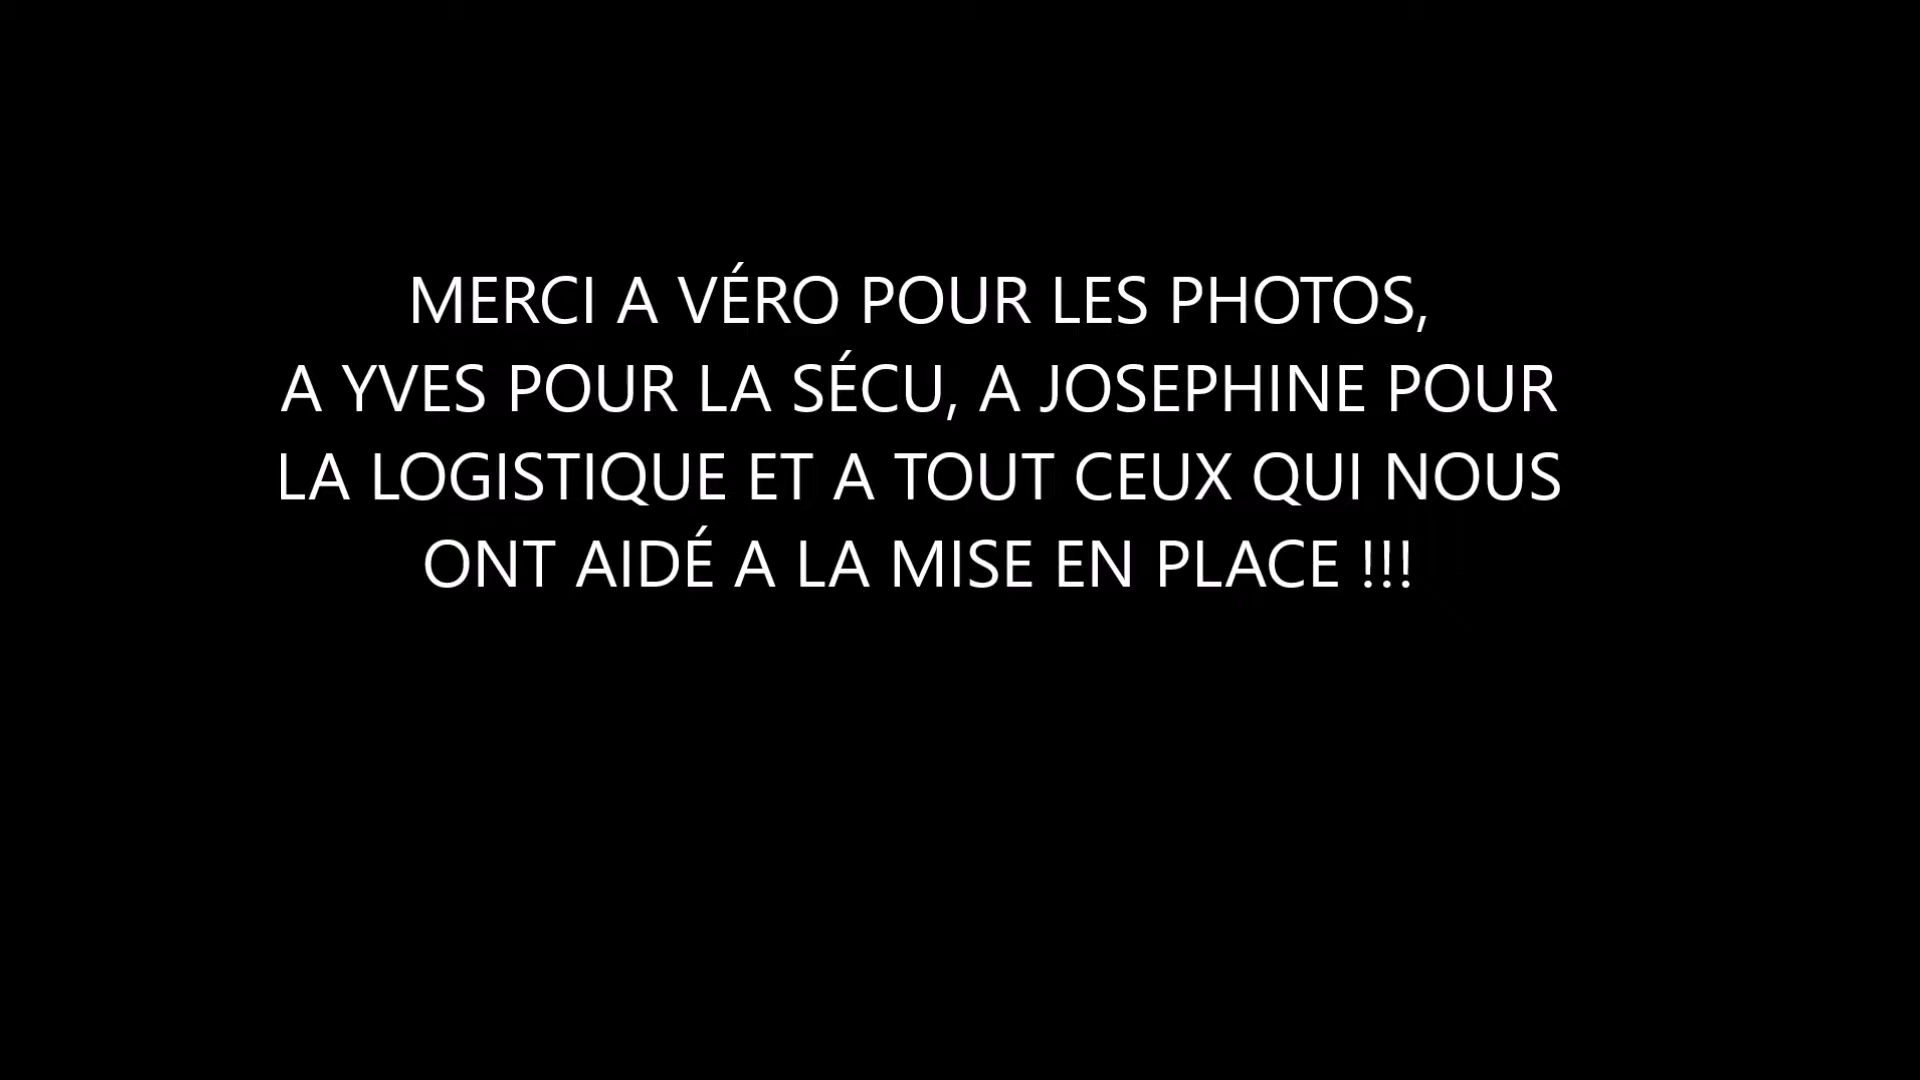 MERCI A VÉRO POUR LES PHOTOS,
A YVES POUR LA SÉCU, A JOSEPHINE POUR
LA LOGISTIQUE ET A TOUT CEUX QUI NOUS
ONT AIDÉ A LA MISE EN PLACE !!!